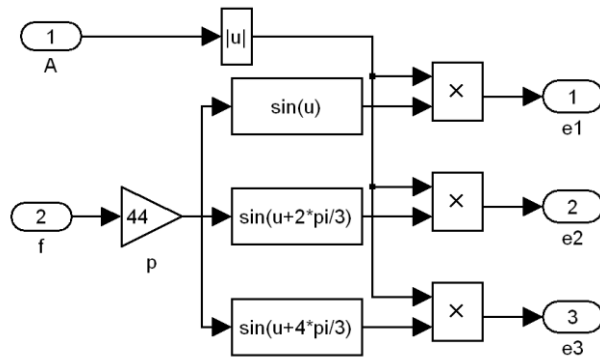 1
A
|u|
sin(u)
×
1
e1
2
f
44
p
sin(u+2*pi/3)
×
2
e2
sin(u+4*pi/3)
×
3
e3